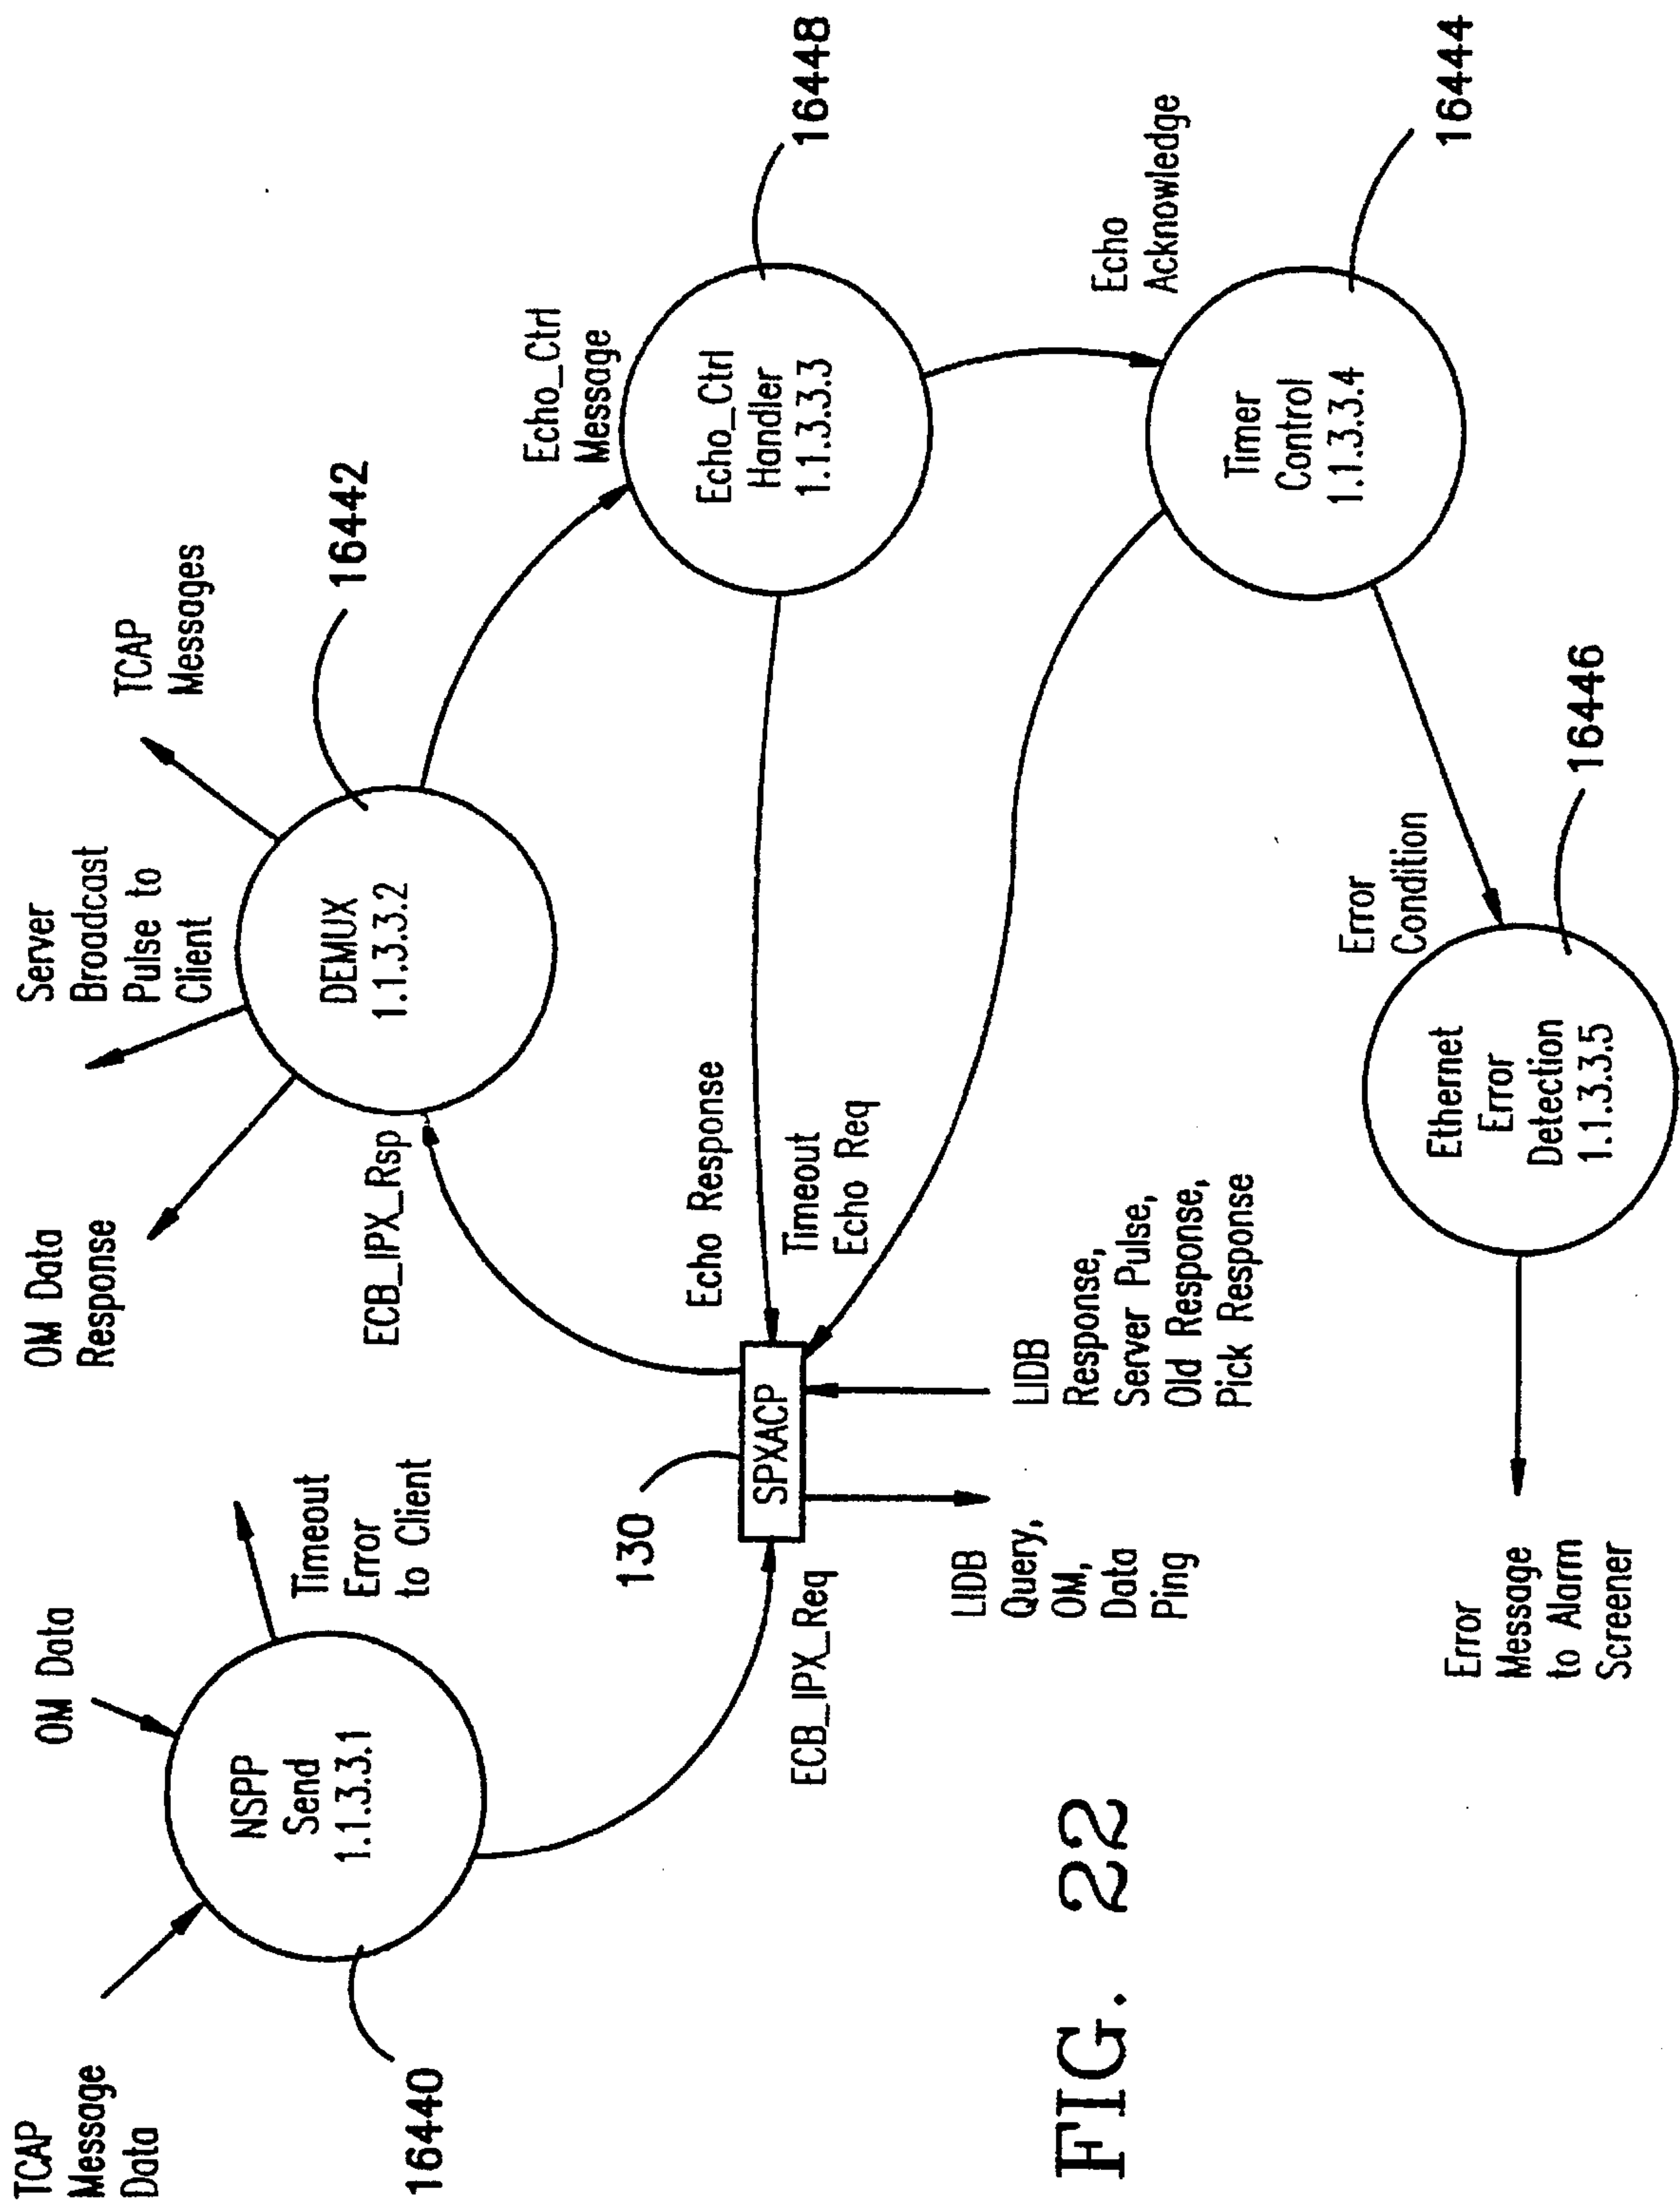 TCAP
Message
Data
OM Data
NSPP
Send
1.1.3.3.1
16440
Timeout
Error
to Client
ECB_IPX_Req
130
SPXACP
LIDB
Query,
OM,
Data
Ping
LIDB
Response,
Server Pulse,
Old Response,
Pick Response
OM Data
Response
ECB_IPX_Rsp
Server
Broadcast
Pulse to
Client
DEMUX
1.1.3.3.2
TCAP
Messages
16442
Echo_Ctrl
Message
Echo_Ctrl
Handler
1.1.3.3.3
16448
Echo Response
Timeout
Echo Req
Echo
Acknowledge
Timer
Control
1.1.3.3.4
16444
Error
Condition
Ethernet
Error
Detection
1.1.3.3.5
16446
Error
Message
to Alarm
Screener
FIG. 22